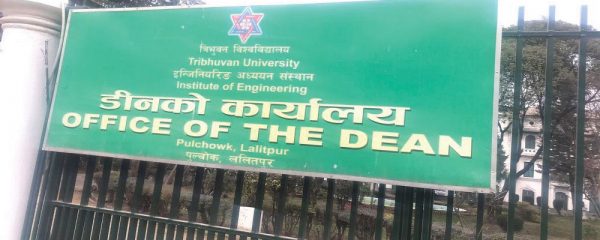 त्रिभुवन विश्वविद्यालय
Tribhuvan University
इन्जिनियरिङ अध्ययन संस्थान
Institute of Engineering
डीनको कार्यालय
OFFICE OF THE DEAN
Pulchowk, Lalitpur
पुल्चोक, ललितपुर